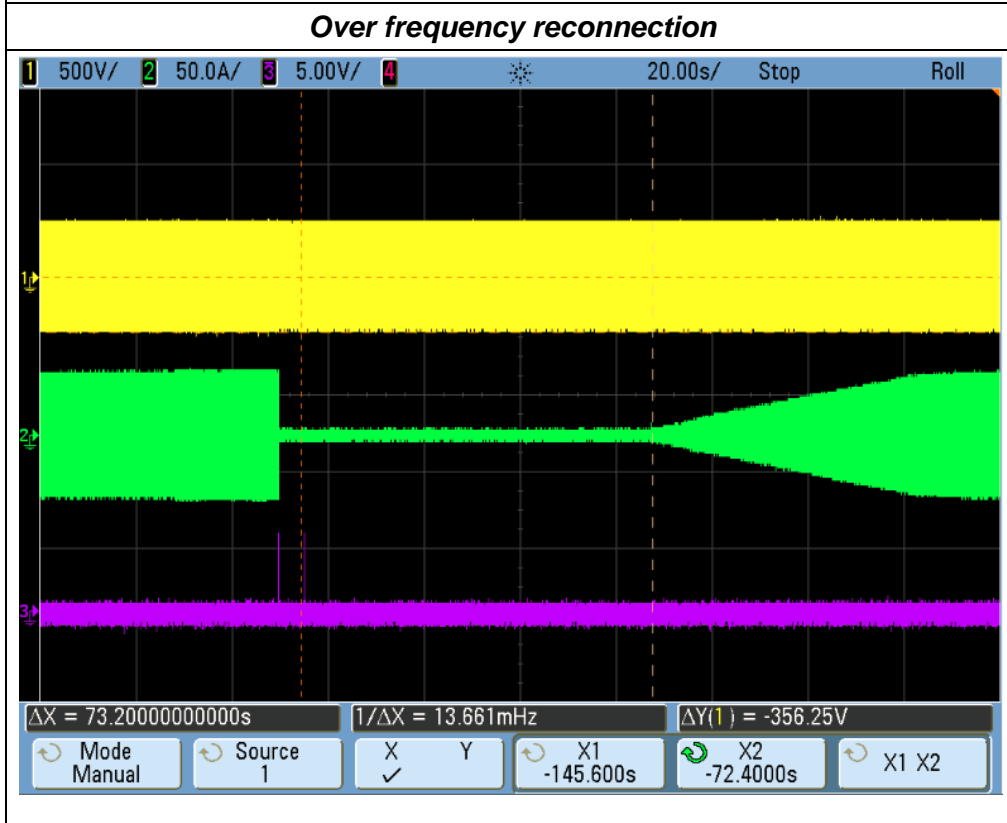 Over frequency reconnection
1 500V/ 2 50.0A/ 3 5.00V/ 4 20.00s/ Stop Roll
1
2
3
ΔX = 73.20000000000s 1/ΔX = 13.661mHz ΔY(1) = -356.25V
Mode Source X Y X1 X2 X1 X2
Manual 1 ✓ -145.600s -72.4000s